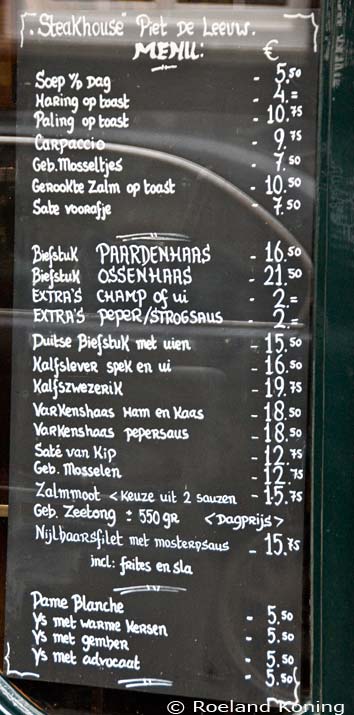 "Steakhouse" Piet De Leeuw.
MENU: €
Soep v/d Dag - 5.50
Haring op toast - 4.=
Paling op toast - 10.75
Carpaccio - 9.75
Geb. Mosseltjes - 7.50
Gerookte Zalm op toast - 10.50
Sate voorafje - 7.50
Biefstuk PAARDENHAAS - 16.50
Biefstuk OSSENHAAS - 21.50
EXTRA'S CHAMP of ui - 2.=
EXTRA'S PEPER/STROGSAUS - 2.=
Duitse Biefstuk met uien - 15.50
Kalfslever spek en ui - 16.50
Kalfszwezerik - 19.75
Varkenshaas Ham en Kaas - 18.50
Varkenshaas pepersaus - 18.50
Saté van Kip - 12.75
Geb. Mosselen - 12.75
Zalmmoot < Keuze uit 2 sauzen - 15.75
Geb. Zeetong ± 550 gr < Dagprijs >
Nijlbaarsfilet met mosterdsaus - 15.75
incl: frites en sla
Dame Blanche - 5.50
Ys met warme Kersen - 5.50
Ys met gember - 5.50
Ys met advocaat - 5.50
© Roeland Koning